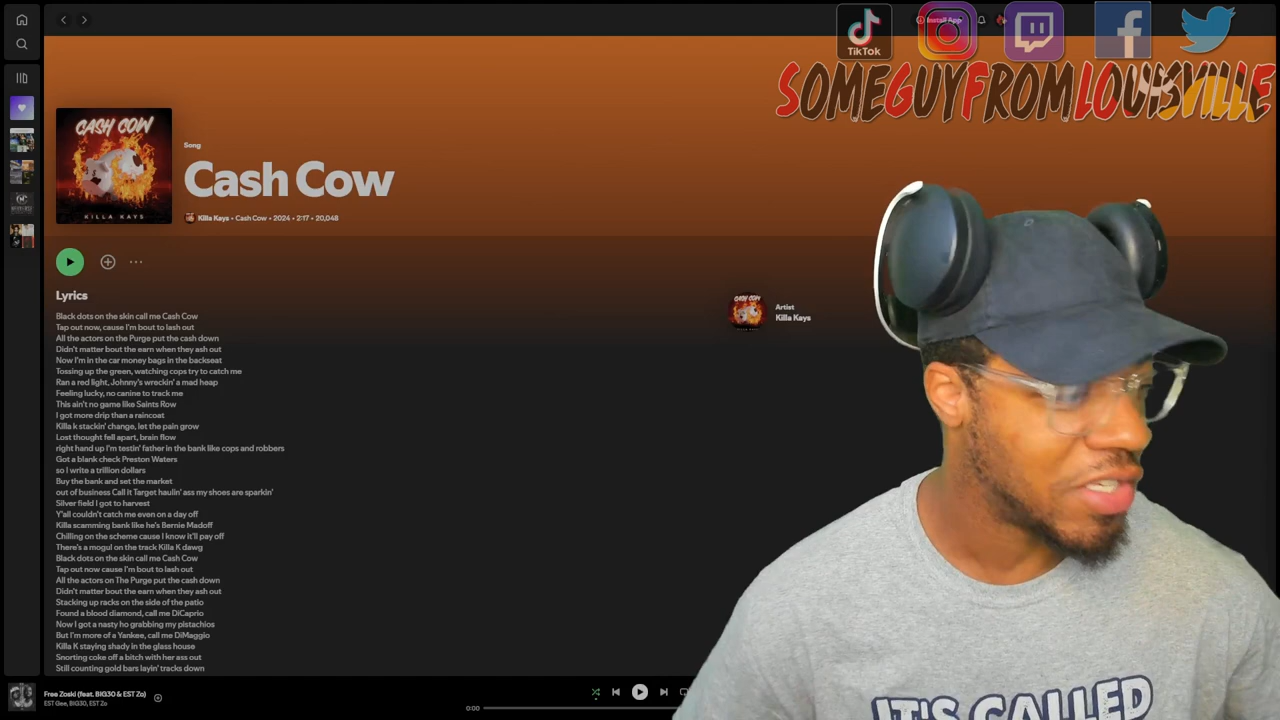 Install App
TikTok
SOMEGUYFROMLOUISVILLE
CASH COW
KILLA KAYS
Song
Cash Cow
Killa Kays • Cash Cow • 2024 • 2:17 • 20,048
Lyrics
Black dots on the skin call me Cash Cow
Tap out now, cause I'm bout to lash out
All the actors on the Purge put the cash down
Didn't matter bout the earn when they ash out
Now I'm in the car money bags in the backseat
Tossing up the green, watching cops try to catch me
Ran a red light, Johnny's wreckin' a mad heap
Feeling lucky, no canine to track me
This ain't no game like Saints Row
I got more drip than a raincoat
Killa k stackin' change, let the pain grow
Lost thought fell apart, brain flow
right hand up I'm testin' father in the bank like cops and robbers
Got a blank check Preston Waters
so I write a trillion dollars
Buy the bank and set the market
out of business Call it Target haulin' ass my shoes are sparkin'
Silver field I got to harvest
Y'all couldn't catch me even on a day off
Killa scamming bank like he's Bernie Madoff
Chilling on the scheme cause I know it'll pay off
There's a mogul on the track Killa K dawg
Black dots on the skin call me Cash Cow
Tap out now cause I'm bout to lash out
All the actors on The Purge put the cash down
Didn't matter bout the earn when they ash out
Stacking up racks on the side of the patio
Found a blood diamond, call me DiCaprio
Now I got a nasty ho grabbing my pistachios
But I'm more of a Yankee, call me DiMaggio
Killa K staying shady in the glass house
Snorting coke off a bitch with her ass out
Still counting gold bars layin' tracks down
CASH COW
Artist
Killa Kays
IT'S CALLED
Free Zoski (feat. BIG30 & EST Zo)
EST Gee, BIG30, EST Zo
0:00